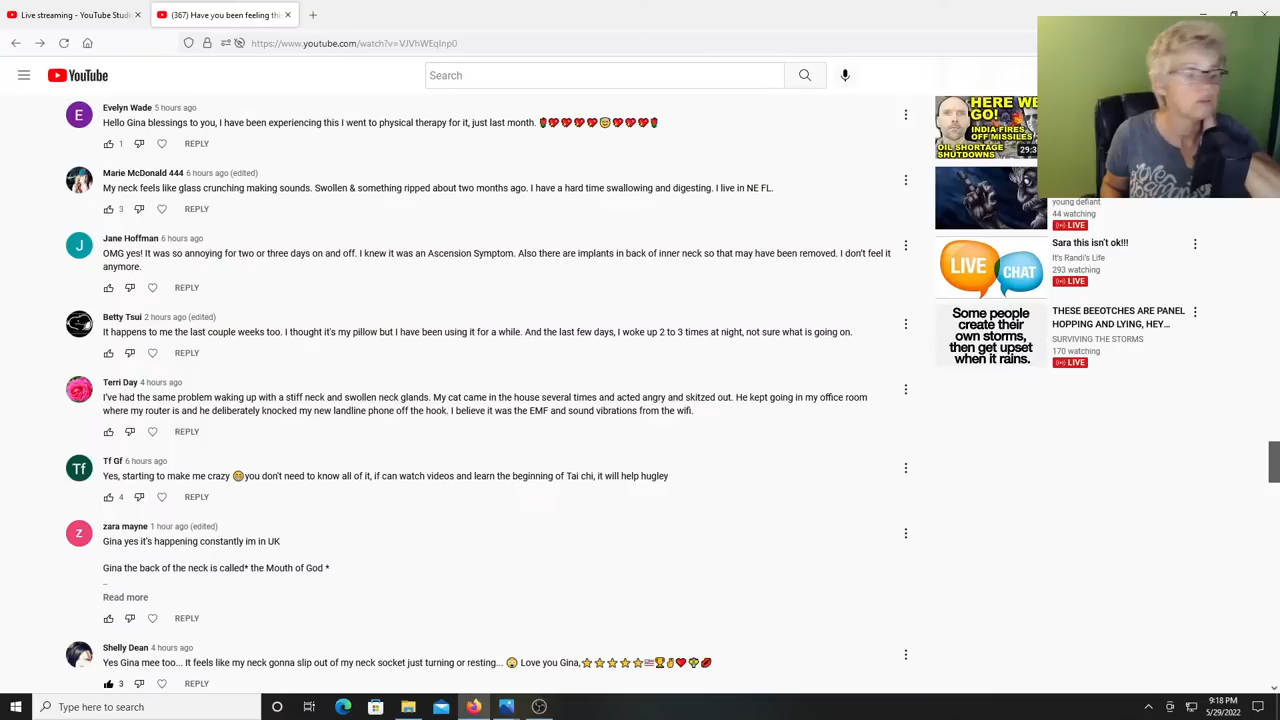 Live streaming - YouTube Studi
(367) Have you been feeling thi
https://www.youtube.com/watch?v=VJVhWEqInp0
YouTube
Search
Evelyn Wade 5 hours ago
Hello Gina blessings to you, I have been experiencing this I went to physical therapy for it, just last month.
1 REPLY
Marie McDonald 444 6 hours ago (edited)
My neck feels like glass crunching making sounds. Swollen & something ripped about two months ago. I have a hard time swallowing and digesting. I live in NE FL.
3 REPLY
Jane Hoffman 6 hours ago
OMG yes! It was so annoying for two or three days on and off. I knew it was an Ascension Symptom. Also there are implants in back of inner neck so that may have been removed. I don't feel it
anymore.
REPLY
Betty Tsui 2 hours ago (edited)
It happens to me the last couple weeks too. I thought it's my pillow but I have been using it for a while. And the last few days, I woke up 2 to 3 times at night, not sure what is going on.
REPLY
Terri Day 4 hours ago
I've had the same problem waking up with a stiff neck and swollen neck glands. My cat came in the house several times and acted angry and skitzed out. He kept going in my office room
where my router is and he deliberately knocked my new landline phone off the hook. I believe it was the EMF and sound vibrations from the wifi.
REPLY
Tf Gf 6 hours ago
Yes, starting to make me crazy you don't need to know all of it, if can watch videos and learn the beginning of Tai chi, it will help hugley
4 REPLY
zara mayne 1 hour ago (edited)
Gina yes it's happening constantly im in UK
Gina the back of the neck is called* the Mouth of God *
Read more
REPLY
Shelly Dean 4 hours ago
Yes Gina mee too... It feels like my neck gonna slip out of my neck socket just turning or resting... Love you Gina,
3 REPLY
HERE WE
GO!
INDIA FIRES
OFF MISSILES
OIL SHORTAGE
SHUTDOWNS
29:3
young defiant
44 watching
LIVE
LIVE
CHAT
Sara this isn't ok!!!
It's Randi's Life
293 watching
LIVE
Some people
create their
own storms,
then get upset
when it rains.
THESE BEEOTCHES ARE PANEL
HOPPING AND LYING, HEY...
SURVIVING THE STORMS
170 watching
LIVE
Type here to search
9:18 PM
5/29/2022